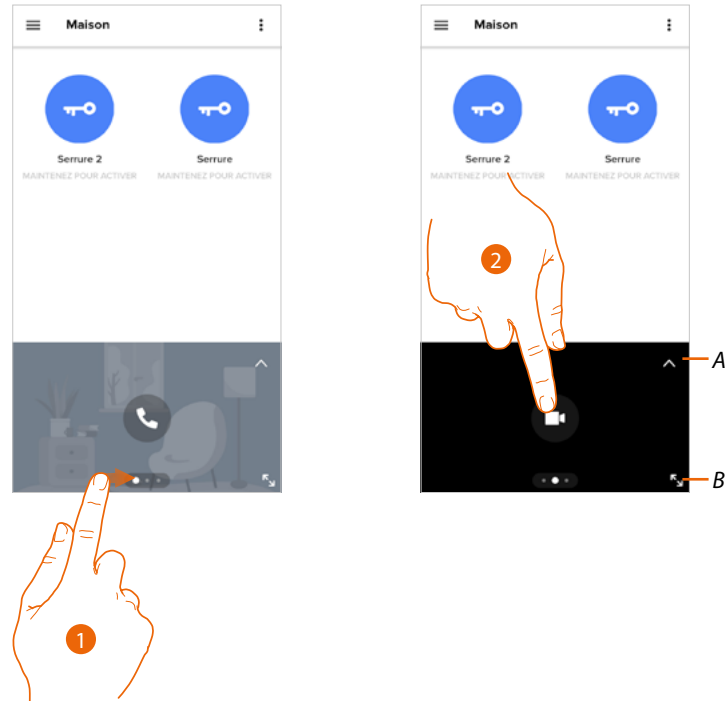 Maison
Serrure 2
MAINTENEZ POUR ACTIVER
Serrure
MAINTENEZ POUR ACTIVER
1
Maison
Serrure 2
MAINTENEZ POUR ACTIVER
Serrure
MAINTENEZ POUR ACTIVER
2
A
B